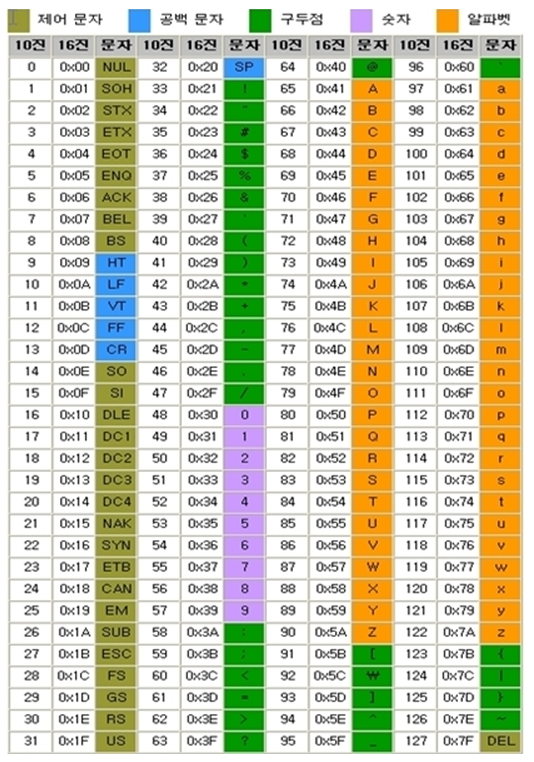 제어 문자 공백 문자 구두점 숫자 알파벳
10진 16진 문자 10진 16진 문자 10진 16진 문자 10진 16진 문자
0 0x00 NUL 32 0x20 SP 64 0x40 @ 96 0x60 `
1 0x01 SOH 33 0x21 ! 65 0x41 A 97 0x61 a
2 0x02 STX 34 0x22 " 66 0x42 B 98 0x62 b
3 0x03 ETX 35 0x23 # 67 0x43 C 99 0x63 c
4 0x04 EOT 36 0x24 $ 68 0x44 D 100 0x64 d
5 0x05 ENQ 37 0x25 % 69 0x45 E 101 0x65 e
6 0x06 ACK 38 0x26 & 70 0x46 F 102 0x66 f
7 0x07 BEL 39 0x27 ' 71 0x47 G 103 0x67 g
8 0x08 BS 40 0x28 ( 72 0x48 H 104 0x68 h
9 0x09 HT 41 0x29 ) 73 0x49 I 105 0x69 i
10 0x0A LF 42 0x2A * 74 0x4A J 106 0x6A j
11 0x0B VT 43 0x2B + 75 0x4B K 107 0x6B k
12 0x0C FF 44 0x2C , 76 0x4C L 108 0x6C l
13 0x0D CR 45 0x2D - 77 0x4D M 109 0x6D m
14 0x0E SO 46 0x2E . 78 0x4E N 110 0x6E n
15 0x0F SI 47 0x2F / 79 0x4F O 111 0x6F o
16 0x10 DLE 48 0x30 0 80 0x50 P 112 0x70 p
17 0x11 DC1 49 0x31 1 81 0x51 Q 113 0x71 q
18 0x12 DC2 50 0x32 2 82 0x52 R 114 0x72 r
19 0x13 DC3 51 0x33 3 83 0x53 S 115 0x73 s
20 0x14 DC4 52 0x34 4 84 0x54 T 116 0x74 t
21 0x15 NAK 53 0x35 5 85 0x55 U 117 0x75 u
22 0x16 SYN 54 0x36 6 86 0x56 V 118 0x76 v
23 0x17 ETB 55 0x37 7 87 0x57 W 119 0x77 w
24 0x18 CAN 56 0x38 8 88 0x58 X 120 0x78 x
25 0x19 EM 57 0x39 9 89 0x59 Y 121 0x79 y
26 0x1A SUB 58 0x3A : 90 0x5A Z 122 0x7A z
27 0x1B ESC 59 0x3B ; 91 0x5B [ 123 0x7B {
28 0x1C FS 60 0x3C < 92 0x5C ₩ 124 0x7C |
29 0x1D GS 61 0x3D = 93 0x5D ] 125 0x7D }
30 0x1E RS 62 0x3E > 94 0x5E ^ 126 0x7E ~
31 0x1F US 63 0x3F ? 95 0x5F _ 127 0x7F DEL